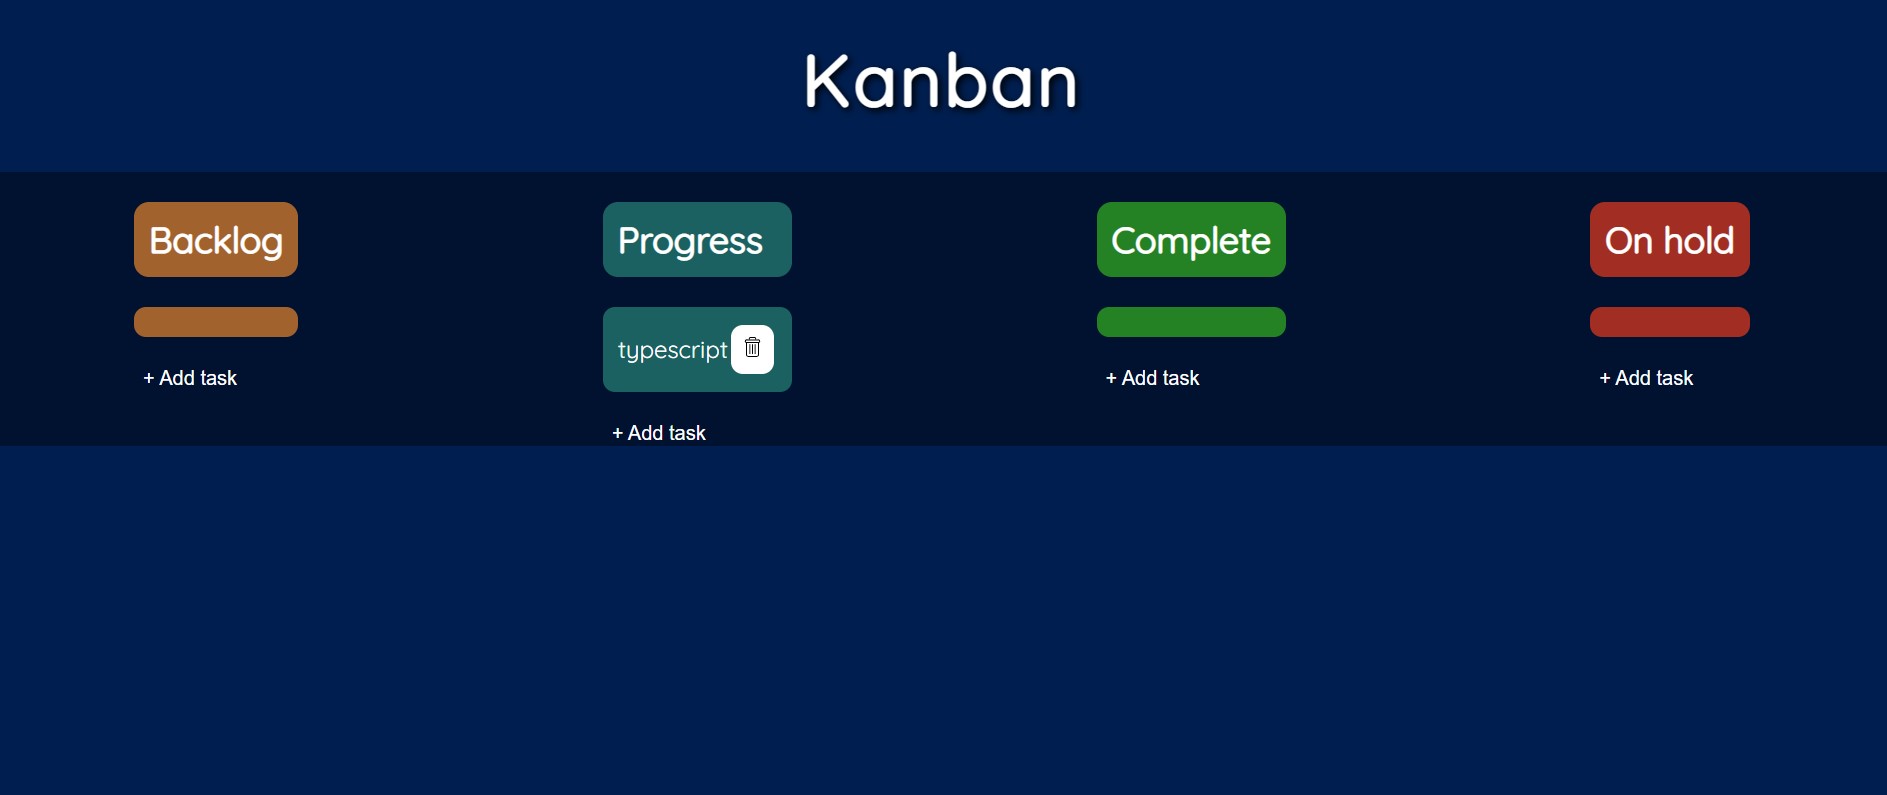 Kanban
Backlog
Progress
Complete
On hold
typescript
+ Add task
+ Add task
+ Add task
+ Add task